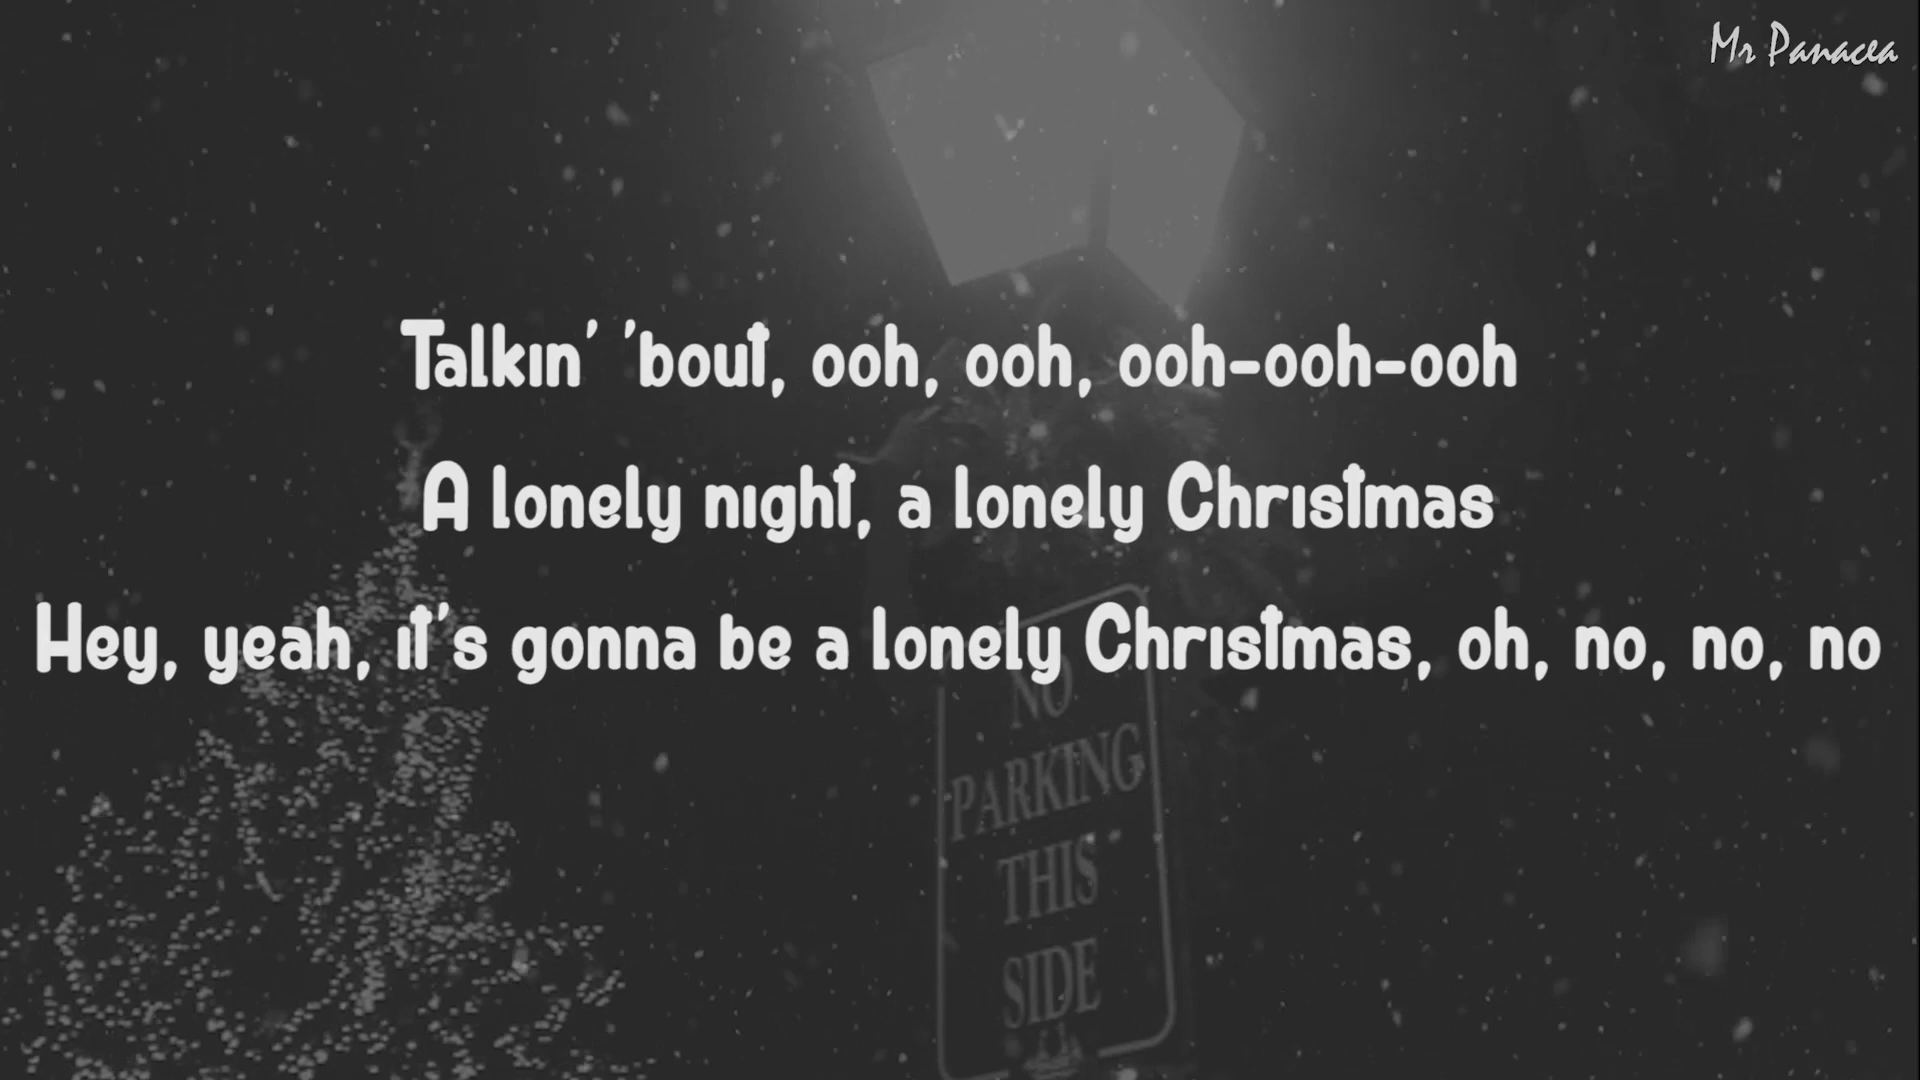 Mr Panacea
Talkin' 'bout, ooh, ooh, ooh-ooh-ooh
A lonely night, a lonely Christmas
Hey, yeah, it's gonna be a lonely Christmas, oh, no, no, no
NO
PARKING
THIS
SIDE